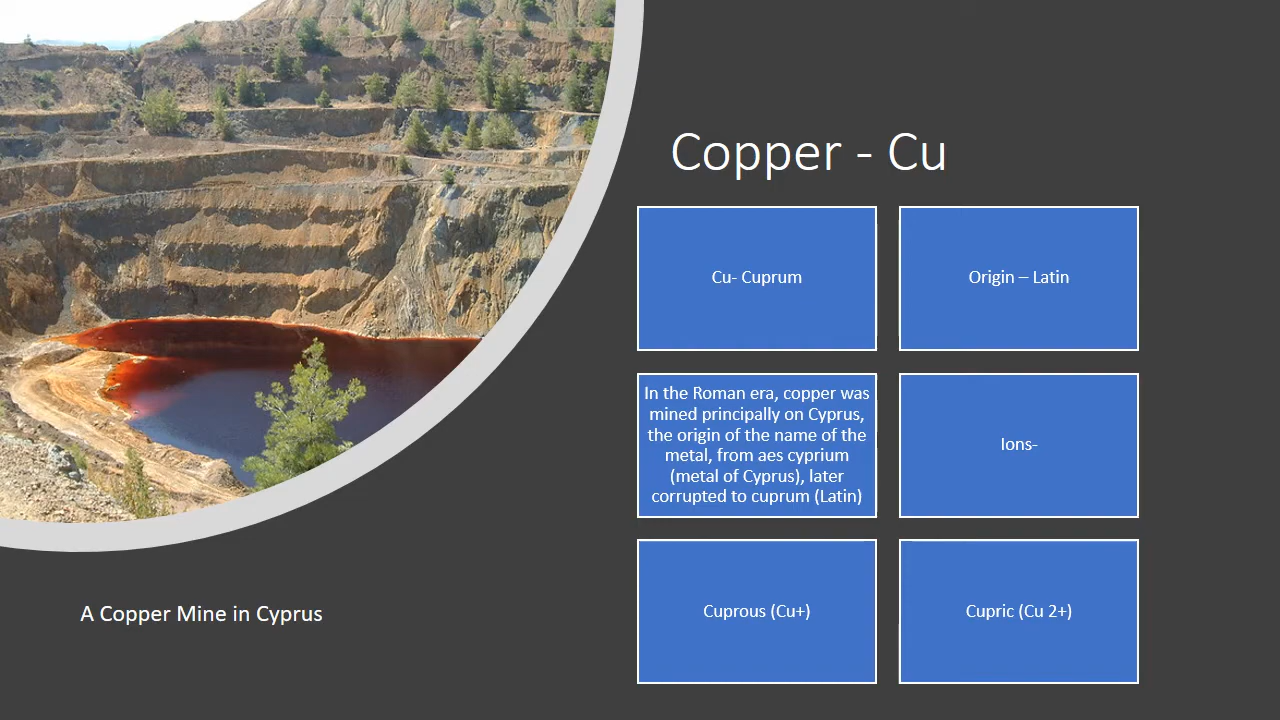 Copper - Cu
Cu- Cuprum
Origin – Latin
In the Roman era, copper was
mined principally on Cyprus,
the origin of the name of the
metal, from aes cyprium
(metal of Cyprus), later
corrupted to cuprum (Latin)
Ions-
Cuprous (Cu+)
Cupric (Cu 2+)
A Copper Mine in Cyprus